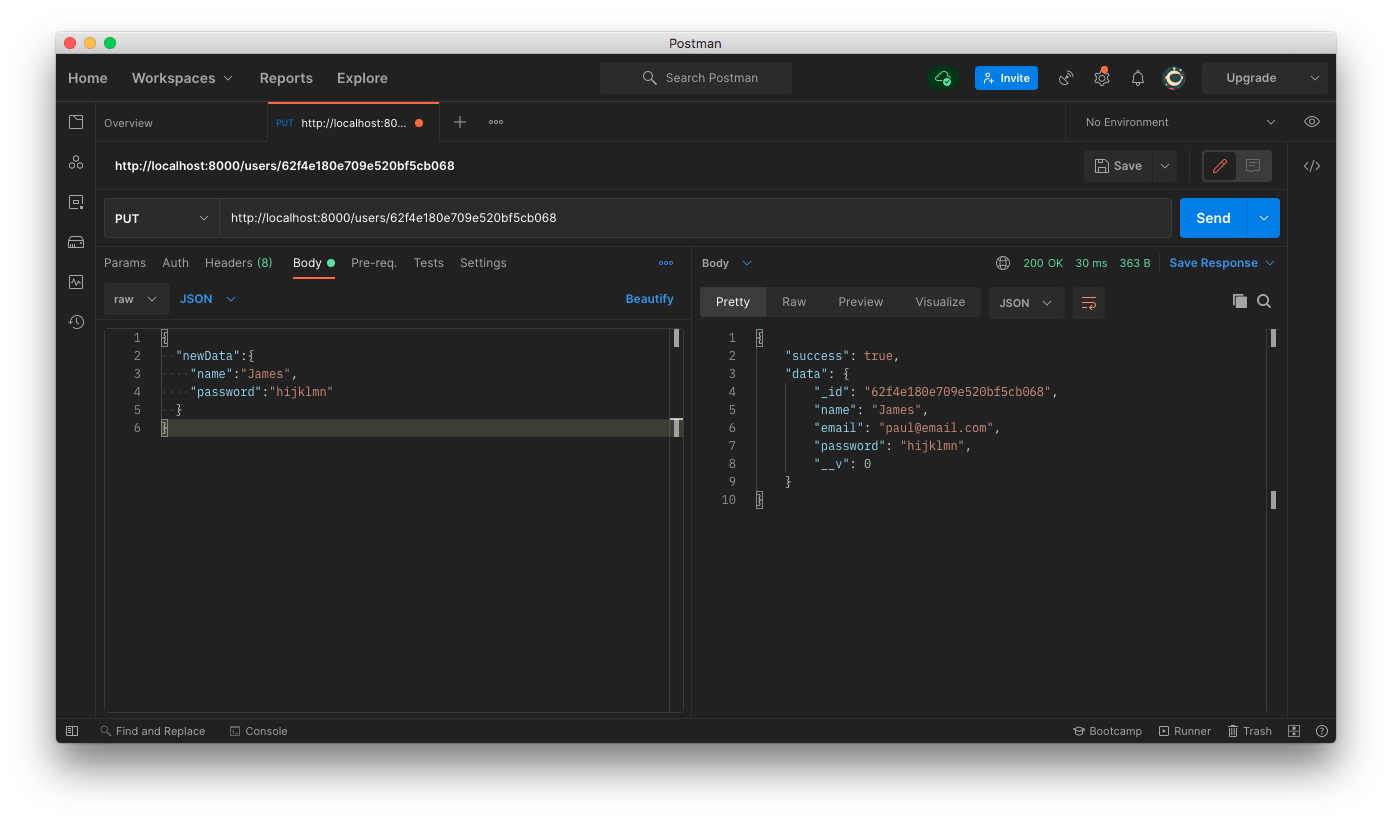 Postman
Home Workspaces Reports Explore Search Postman Invite Upgrade
Overview PUT http://localhost:80... No Environment
http://localhost:8000/users/62f4e180e709e520bf5cb068 Save
PUT http://localhost:8000/users/62f4e180e709e520bf5cb068 Send
Params Auth Headers (8) Body Pre-req. Tests Settings
raw JSON Beautify
1 {
2 "newData":{
3 "name":"James",
4 "password":"hijklmn"
5 }
6 }
Body 200 OK 30 ms 363 B Save Response
Pretty Raw Preview Visualize JSON
1 {
2 "success": true,
3 "data": {
4 "_id": "62f4e180e709e520bf5cb068",
5 "name": "James",
6 "email": "paul@email.com",
7 "password": "hijklmn",
8 "__v": 0
9 }
10 }
Find and Replace Console Bootcamp Runner Trash